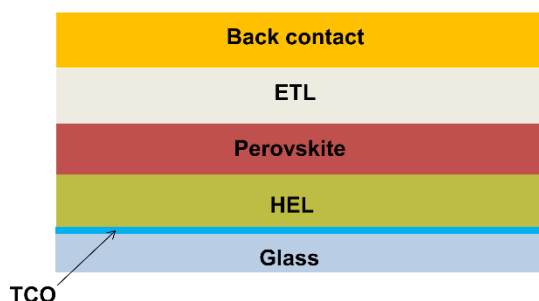 Back contact
ETL
Perovskite
HEL
Glass
TCO